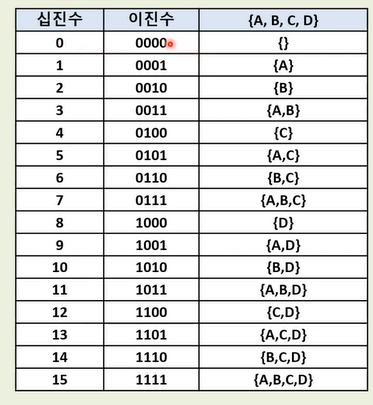 십진수 이진수 {A, B, C, D}
0 0000 {}
1 0001 {A}
2 0010 {B}
3 0011 {A,B}
4 0100 {C}
5 0101 {A,C}
6 0110 {B,C}
7 0111 {A,B,C}
8 1000 {D}
9 1001 {A,D}
10 1010 {B,D}
11 1011 {A,B,D}
12 1100 {C,D}
13 1101 {A,C,D}
14 1110 {B,C,D}
15 1111 {A,B,C,D}